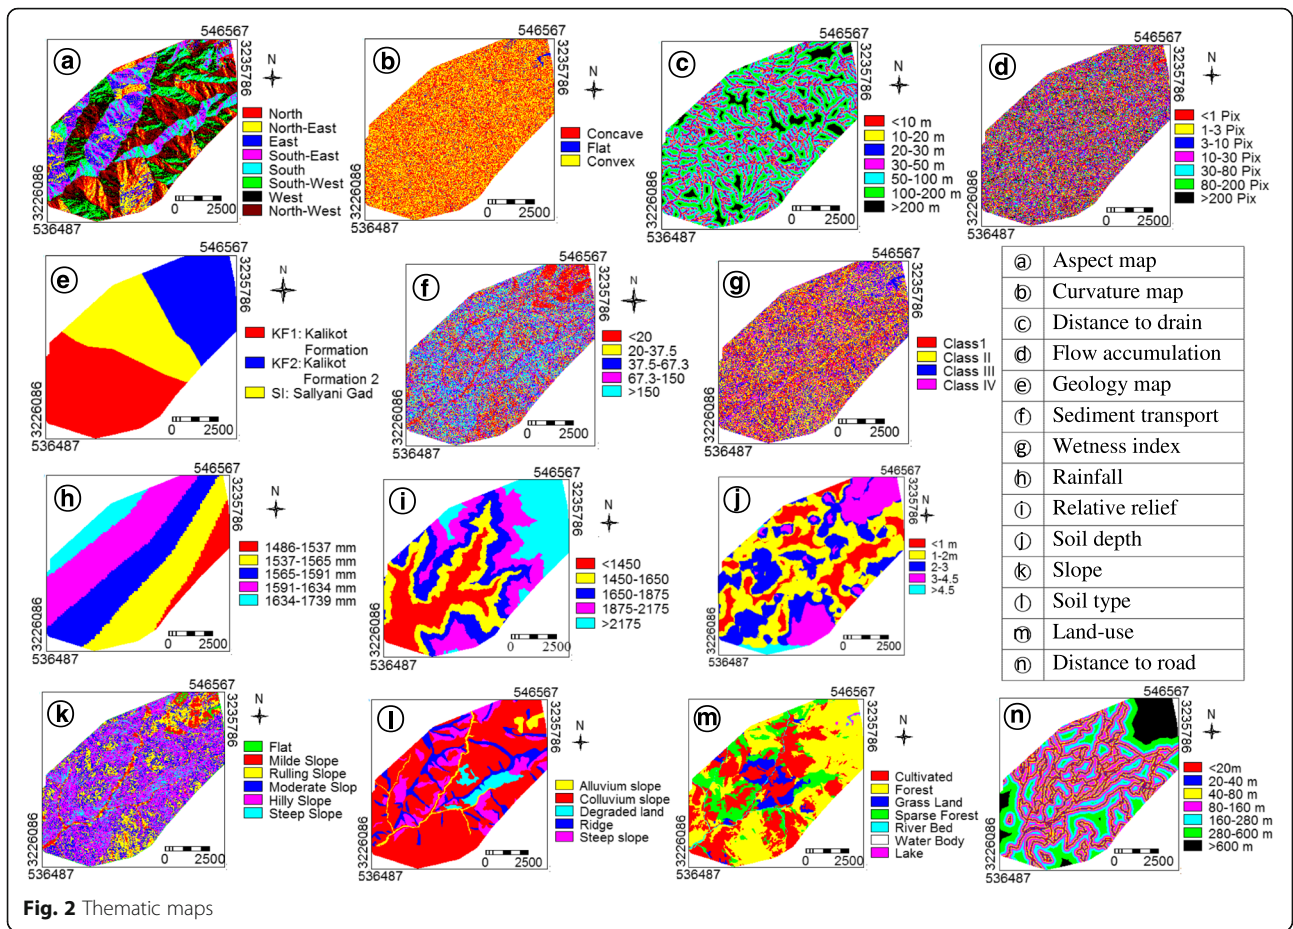 a
546567
3235786
N
North
North-East
East
South-East
South
South-West
West
North-West
0 2500
3226086
536487
b
546567
3235786
N
Concave
Flat
Convex
0 2500
c
546567
3235786
N
<10 m
10-20 m
20-30 m
30-50 m
50-100 m
100-200 m
>200 m
0 2500
3226086
536487
d
546567
3235786
N
<1 Pix
1-3 Pix
3-10 Pix
10-30 Pix
30-80 Pix
80-200 Pix
>200 Pix
0 2500
3226086
536487
e
546567
3235786
N
KF1: Kalikot
Formation
KF2: Kalikot
Formation 2
SI: Sallyani Gad
0 2500
3226086
536487
f
546567
3235786
N
<20
20-37.5
37.5-67.3
67.3-150
>150
0 2500
3226086
536487
g
546567
3235786
N
Class1
Class II
Class III
Class IV
0 2500
3226086
536487
a Aspect map
b Curvature map
c Distance to drain
d Flow accumulation
e Geology map
f Sediment transport
g Wetness index
h Rainfall
i Relative relief
j Soil depth
k Slope
l Soil type
m Land-use
n Distance to road
h
546567
3235786
N
1486-1537 mm
1537-1565 mm
1565-1591 mm
1591-1634 mm
1634-1739 mm
0 2500
3226086
536487
i
546567
3235786
N
<1450
1450-1650
1650-1875
1875-2175
>2175
0 2500
3226086
536487
j
546567
3235786
N
<1 m
1-2m
2-3
3-4.5
>4.5
0 2500
3226086
536487
k
546567
3235786
N
Flat
Milde Slope
Rulling Slope
Moderate Slop
Hilly Slope
Steep Slope
0 2500
3226086
536487
l
546567
3235786
N
Alluvium slope
Colluvium slope
Degraded land
Ridge
Steep slope
0 2500
3226086
536487
m
546567
3235786
N
Cultivated
Forest
Grass Land
Sparse Forest
River Bed
Water Body
Lake
0 2500
3226086
536487
n
546567
3235786
N
<20m
20-40 m
40-80 m
80-160 m
160-280 m
280-600 m
>600 m
0 2500
3226086
536487
Fig. 2 Thematic maps